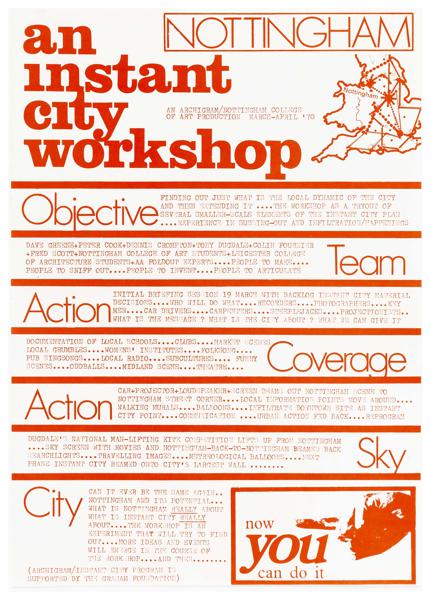 an
instant
city
workshop
NOTTINGHAM
Nottingham
AN ARCHIGRAM/NOTTINGHAM COLLEGE
OF ART PRODUCTION MARCH-APRIL '70
Objective
FINDING OUT JUST WHAT IS THE LOCAL DYNAMIC OF THE CITY
AND THEN EXTENDING IT ....THE WORKSHOP AS A TRYOUT OF
SEVERAL SMALLER-SCALE ELEMENTS OF THE INSTANT CITY PLAN
....EXPERIENCE IN SUSSING-OUT AND INFILTRATION/HAPPENINGS
Team
DAVE GREENE+PETER COOK+DENNIS CROMPTON+TONY DUGDALE+COLIN FOURNIER
+FRED SCOTT+NOTTINGHAM COLLEGE OF ART STUDENTS+LEICESTER COLLEGE
OF ARCHITECTURE STUDENTS+AA FOLDOUT EXPERTS....PEOPLE TO MAKE....
PEOPLE TO SNIFF OUT....PEOPLE TO INVENT....PEOPLE TO ARTICULATE
Action
INITIAL BRIEFING SESSION 19 MARCH WITH BACKLOG INSTANT CITY MATERIAL
DECISIONS....WHO WILL DO WHAT....RECORDERS....PHOTOGRAPHERS....KEY
MEN....CAR DRIVERS....CARPENTERS....STEEPLEJACKS....PROJECTIONISTS....
WHAT IS THE MESSAGE ? WHAT IS THE CITY ABOUT ? WHAT WE CAN GIVE IT
Coverage
DOCUMENTATION OF LOCAL SCHOOLS....CLUBS....MARKET SCENES
LOCAL GRUMBLES....WOMENS' INSTITUTES....FOLKSONG....
PUB SINGSONGS....LOCAL RADIO....SUBCULTURES.... FUNNY
SCENES....ODDBALLS....MIDLAND SCENE....THEATRE....
Action
CAR+PROJECTOR+LOUDSPEAKER+SCREEN BEAMS OUT NOTTINGHAM SCENE TO
NOTTINGHAM STREET CORNER....LOCAL INFORMATION POINTS MOVE AROUND....
WALKING MURALS....BALLOONS....INFILTRATE DOWNTOWN SITES AS INSTANT
CITY POINT....COMMUNICATION ....URBAN ACTION FED BACK....REPROGRAM
Sky
DUGDALE'S NATIONAL MAN-LIFTING KITE COMPETITION LIFTS UP FROM NOTTINGHAM
....SKY SCREEN WITH MOVIES AND NOTTINGHAM-BACK-TO-NOTTINGHAM BEAMED BACK
SEARCHLIGHTS....TRAVELLING IMAGES....METEROLOGICAL BALLOONS....NEXT
PHASE INSTANT CITY BEAMED ONTO CITY'S LARGEST WALL ........
City
CAN IT EVER BE THE SAME AGAIN..
NOTTINGHAM AND ITS POTENTIAL...
WHAT IS NOTTINGHAM REALLY ABOUT
WHAT IS INSTANT CITY REALLY
ABOUT....THE WORKSHOP IS AN
EXPERIMENT THAT WILL TRY TO FIND
OUT....MORE IDEAS AND EVENTS
WILL EMERGE IN THE COURSE OF
THE WORKSHOP....AND THEN........
(ARCHIGRAM/INSTANT CITY PROGRAM IS
SUPPORTED BY THE GRAHAM FOUNDATION)
now
you
can do it